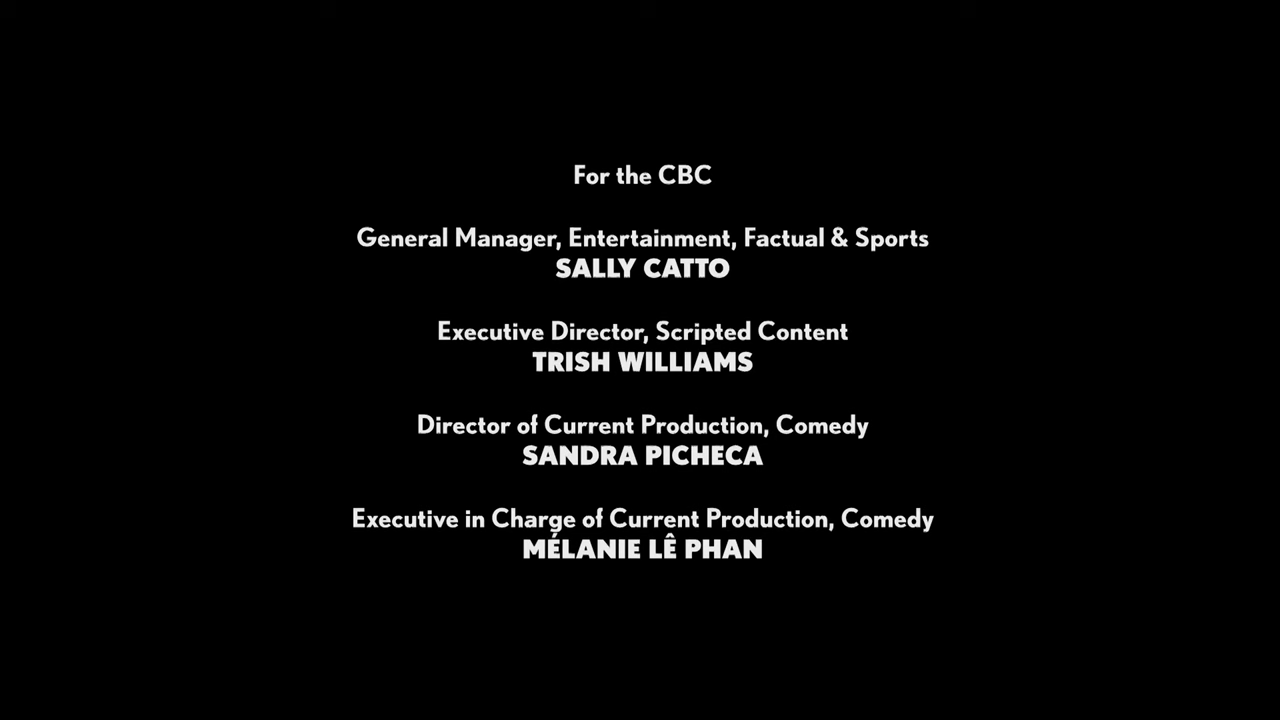 For the CBC
General Manager, Entertainment, Factual & Sports
SALLY CATTO
Executive Director, Scripted Content
TRISH WILLIAMS
Director of Current Production, Comedy
SANDRA PICHECA
Executive in Charge of Current Production, Comedy
MÉLANIE LÊ PHAN